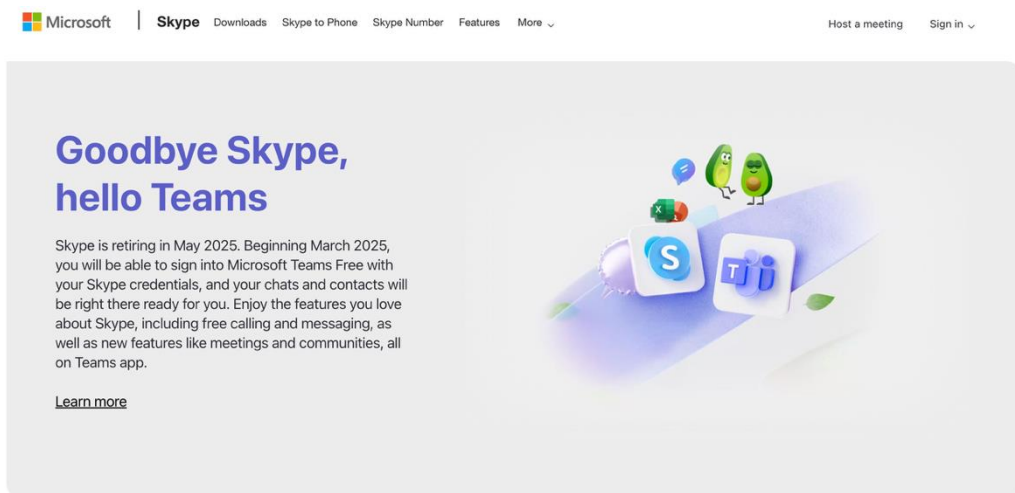 Microsoft | Skype Downloads Skype to Phone Skype Number Features More Host a meeting Sign in
Goodbye Skype,
hello Teams
Skype is retiring in May 2025. Beginning March 2025,
you will be able to sign into Microsoft Teams Free with
your Skype credentials, and your chats and contacts will
be right there ready for you. Enjoy the features you love
about Skype, including free calling and messaging, as
well as new features like meetings and communities, all
on Teams app.
Learn more
X
S
T